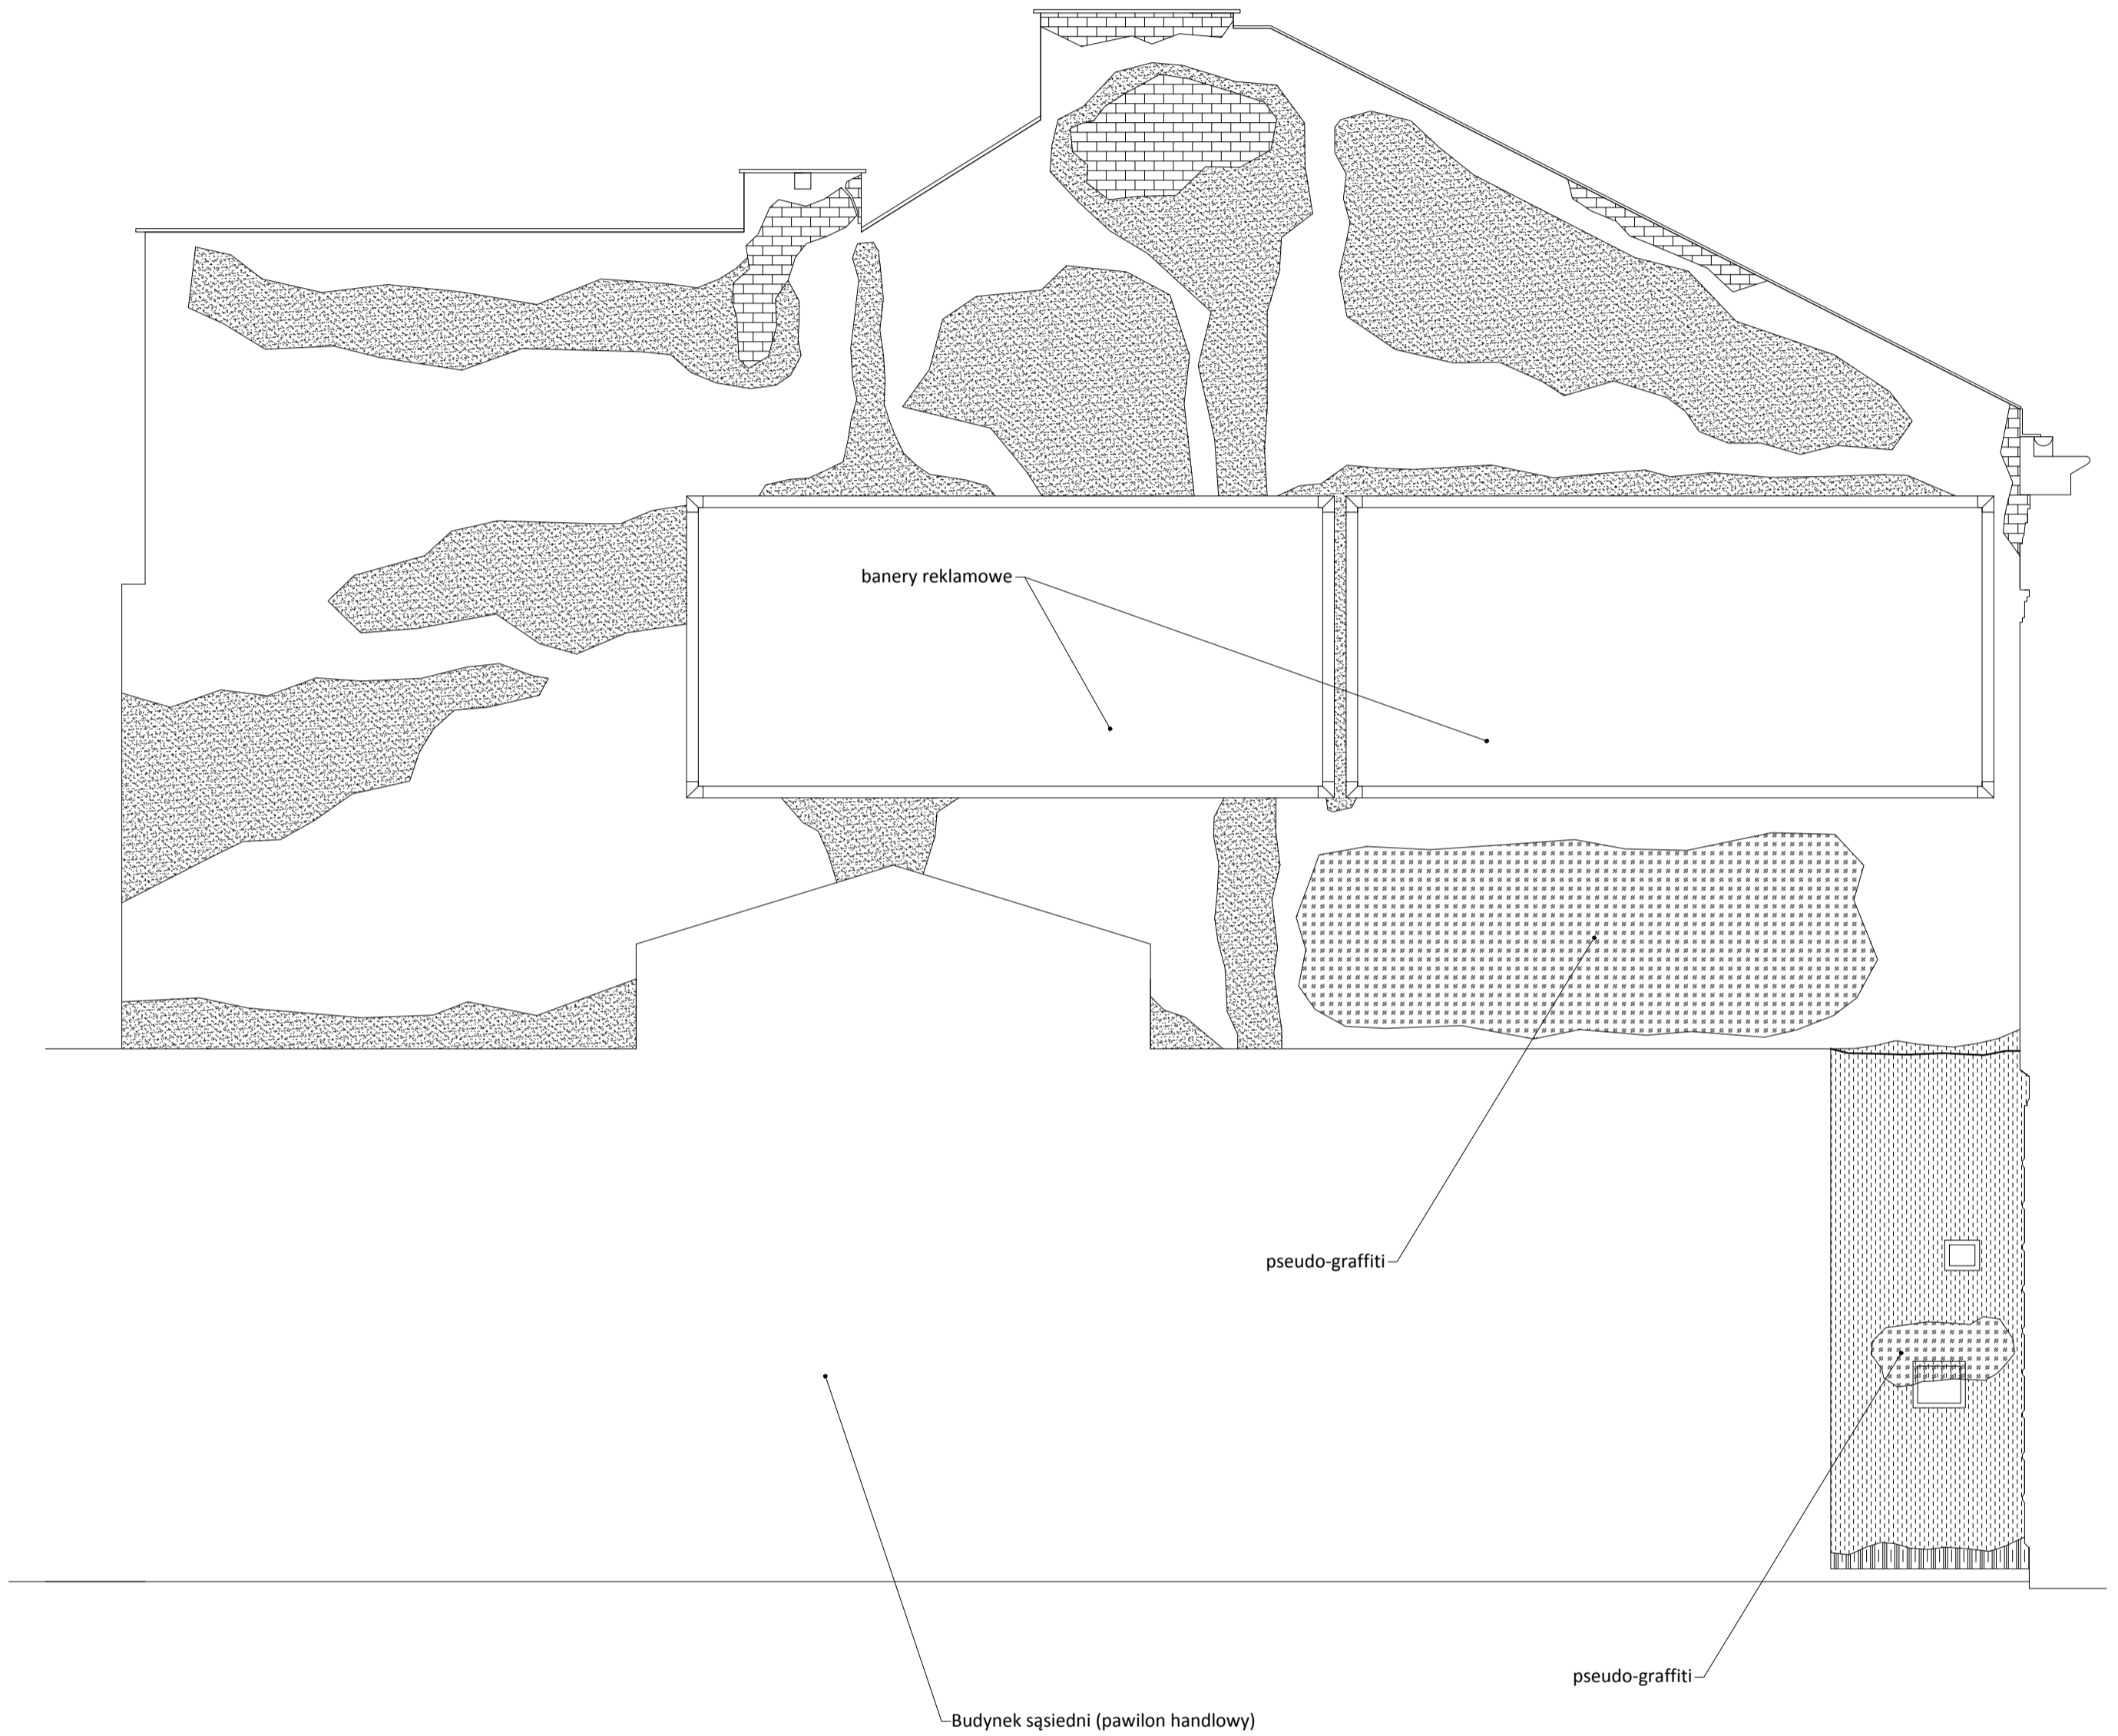 banery reklamowe
pseudo-graffiti
pseudo-graffiti
Budynek sąsiedni (pawilon handlowy)